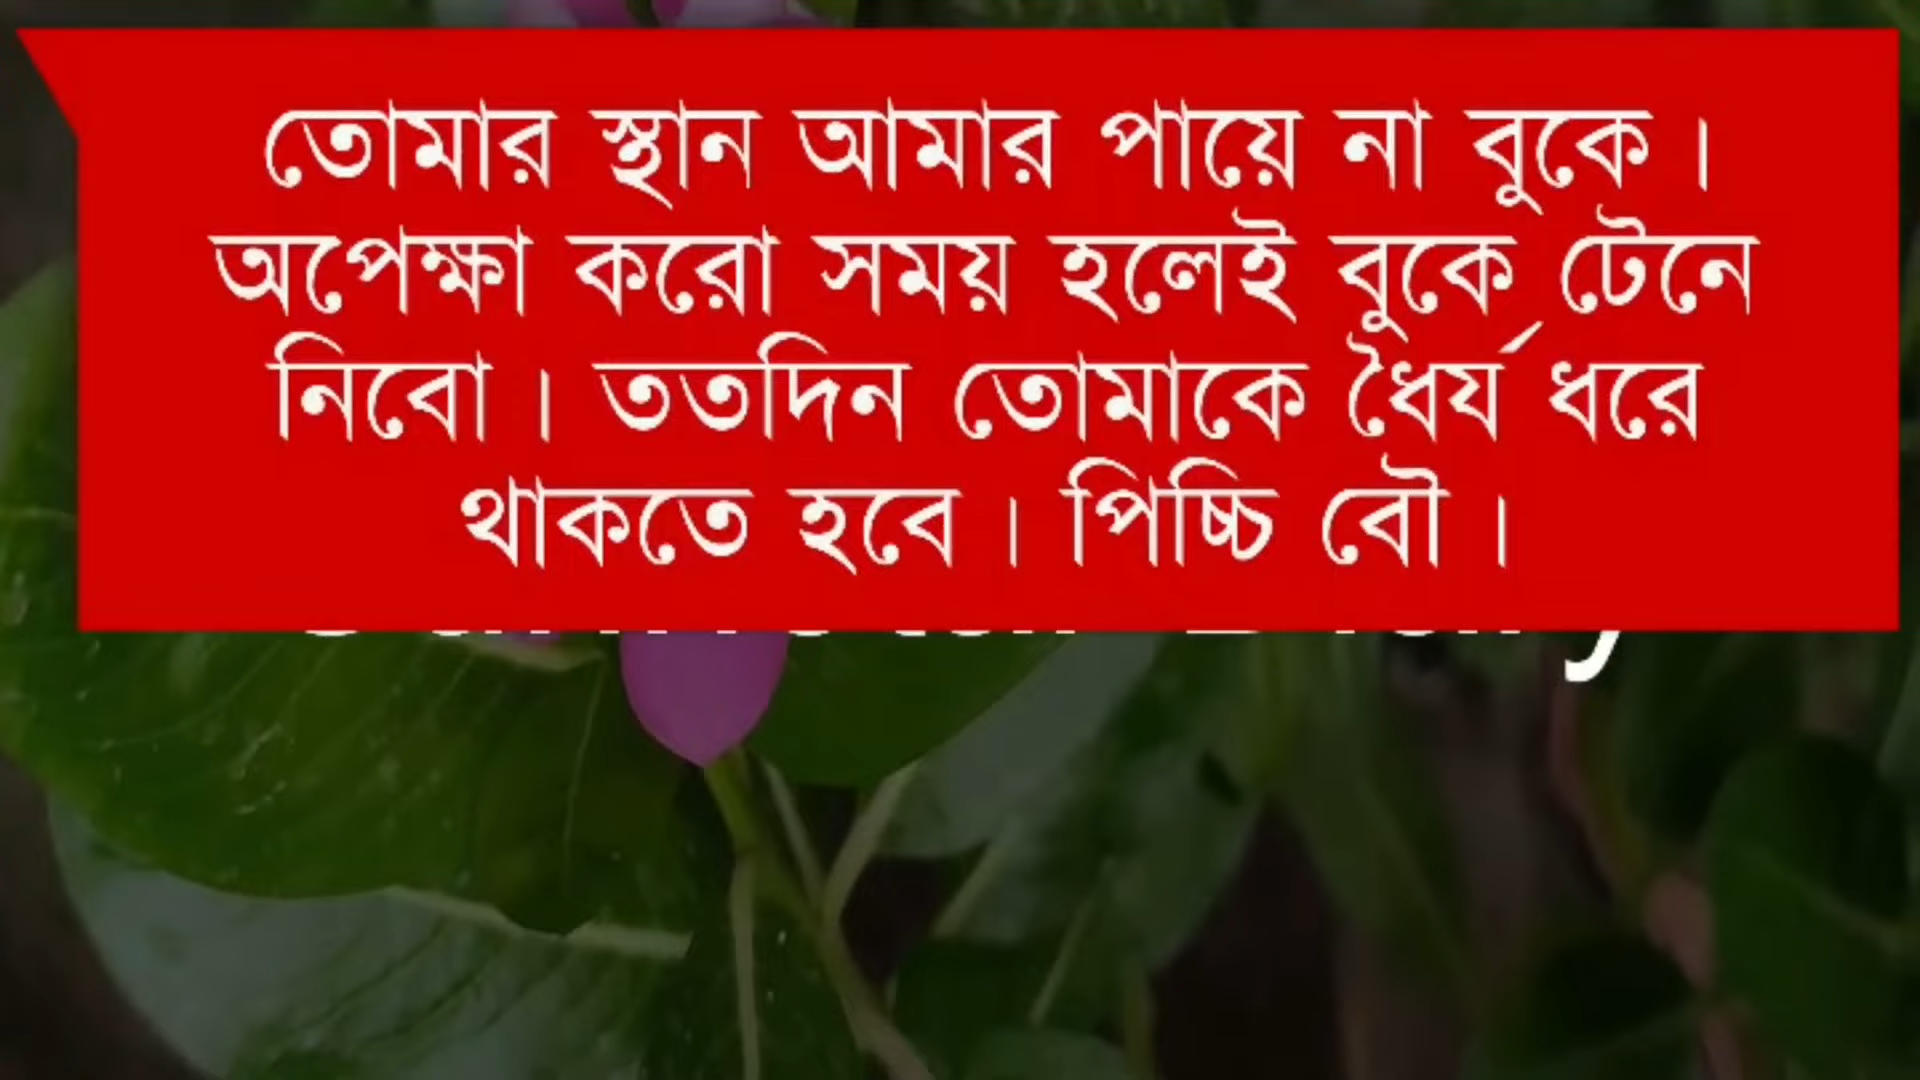 তোমার স্থান আমার পায়ে না বুকে।
অপেক্ষা করো সময় হলেই বুকে টেনে
নিবো। ততদিন তোমাকে ধৈর্য ধরে
থাকতে হবে। পিচ্চি বৌ।